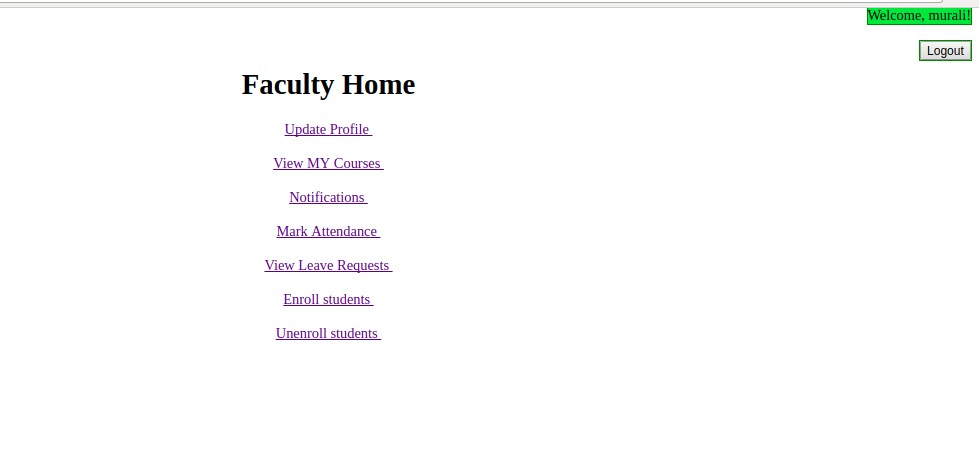 Welcome, murali!
Logout
Faculty Home
Update Profile
View MY Courses
Notifications
Mark Attendance
View Leave Requests
Enroll students
Unenroll students